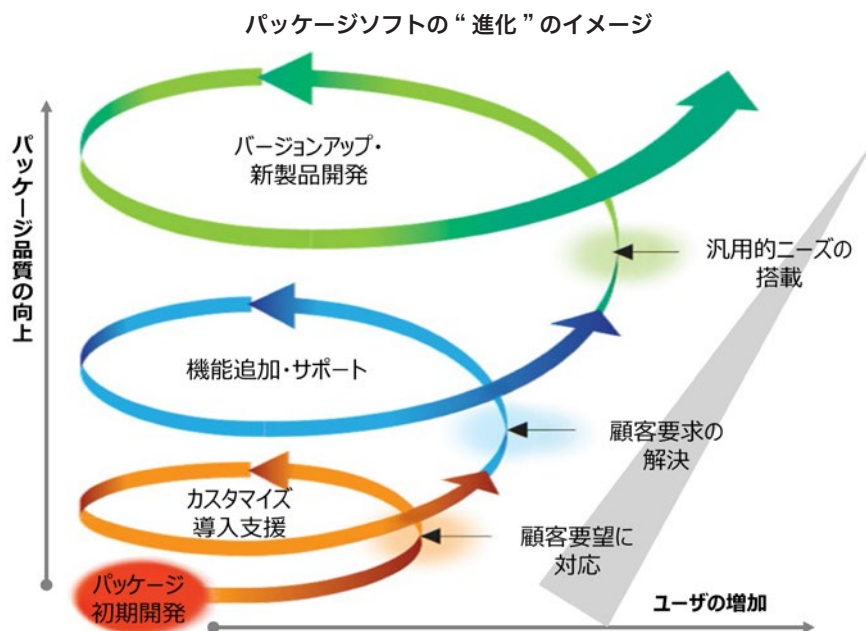 パッケージソフトの“進化”のイメージ
パッケージ品質の向上
バージョンアップ・
新製品開発
汎用的ニーズの
搭載
機能追加・サポート
顧客要求の
解決
カスタマイズ
導入支援
顧客要望に
対応
パッケージ
初期開発
ユーザの増加